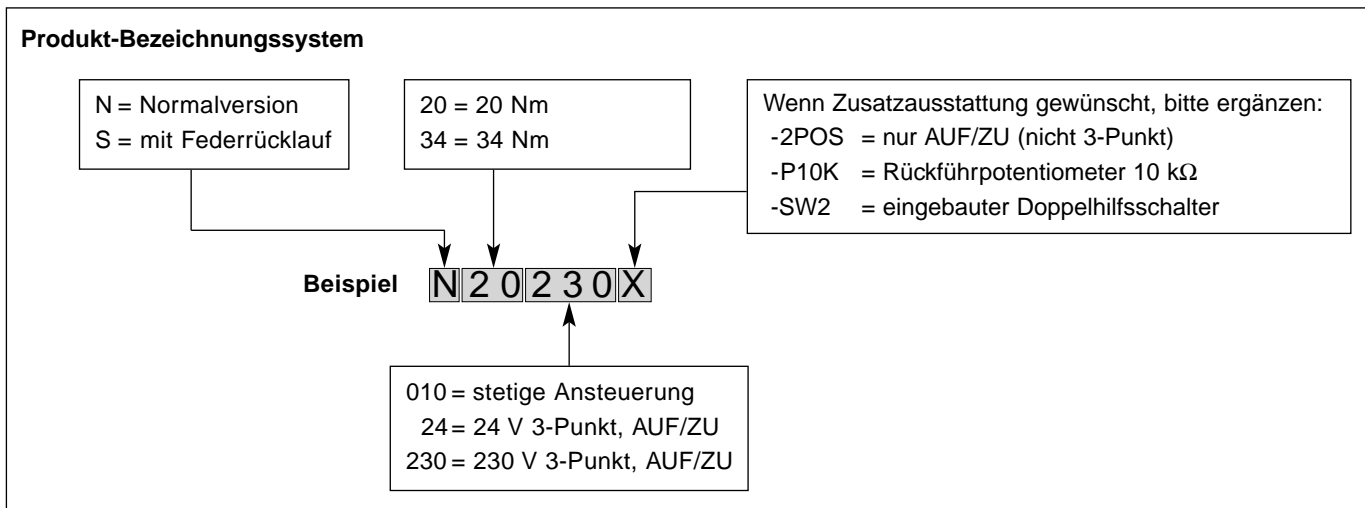 Produkt-Bezeichnungssystem
N = Normalversion
S = mit Federrücklauf
20 = 20 Nm
34 = 34 Nm
Wenn Zusatzausstattung gewünscht, bitte ergänzen:
-2POS = nur AUF/ZU (nicht 3-Punkt)
-P10K = Rückführpotentiometer 10 kΩ
-SW2 = eingebauter Doppelhilfsschalter
Beispiel N20230X
010 = stetige Ansteuerung
24 = 24 V 3-Punkt, AUF/ZU
230 = 230 V 3-Punkt, AUF/ZU